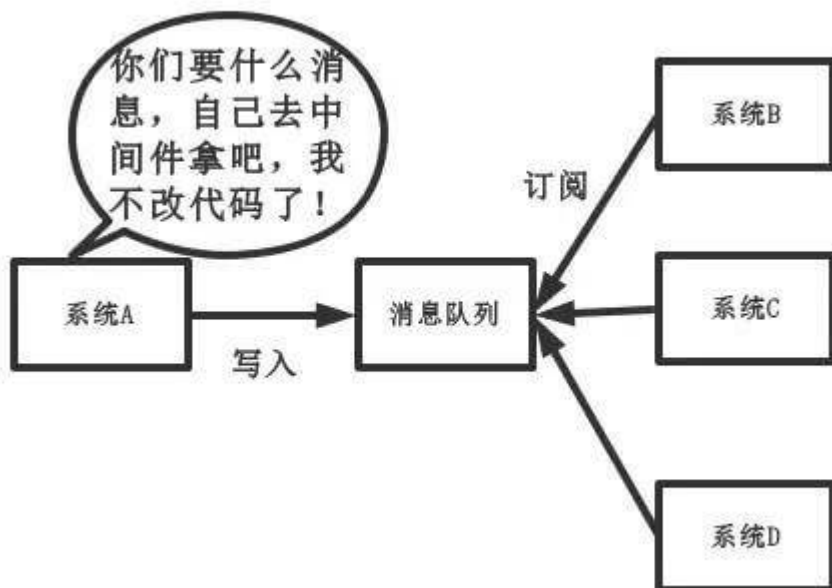 你们要什么消
息，自己去中
间件拿吧，我
不改代码了！
系统B
订阅
系统A
消息队列
系统C
写入
系统D